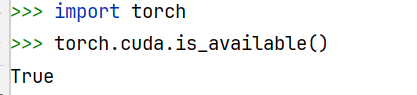 >>> import torch
>>> torch.cuda.is_available()
True